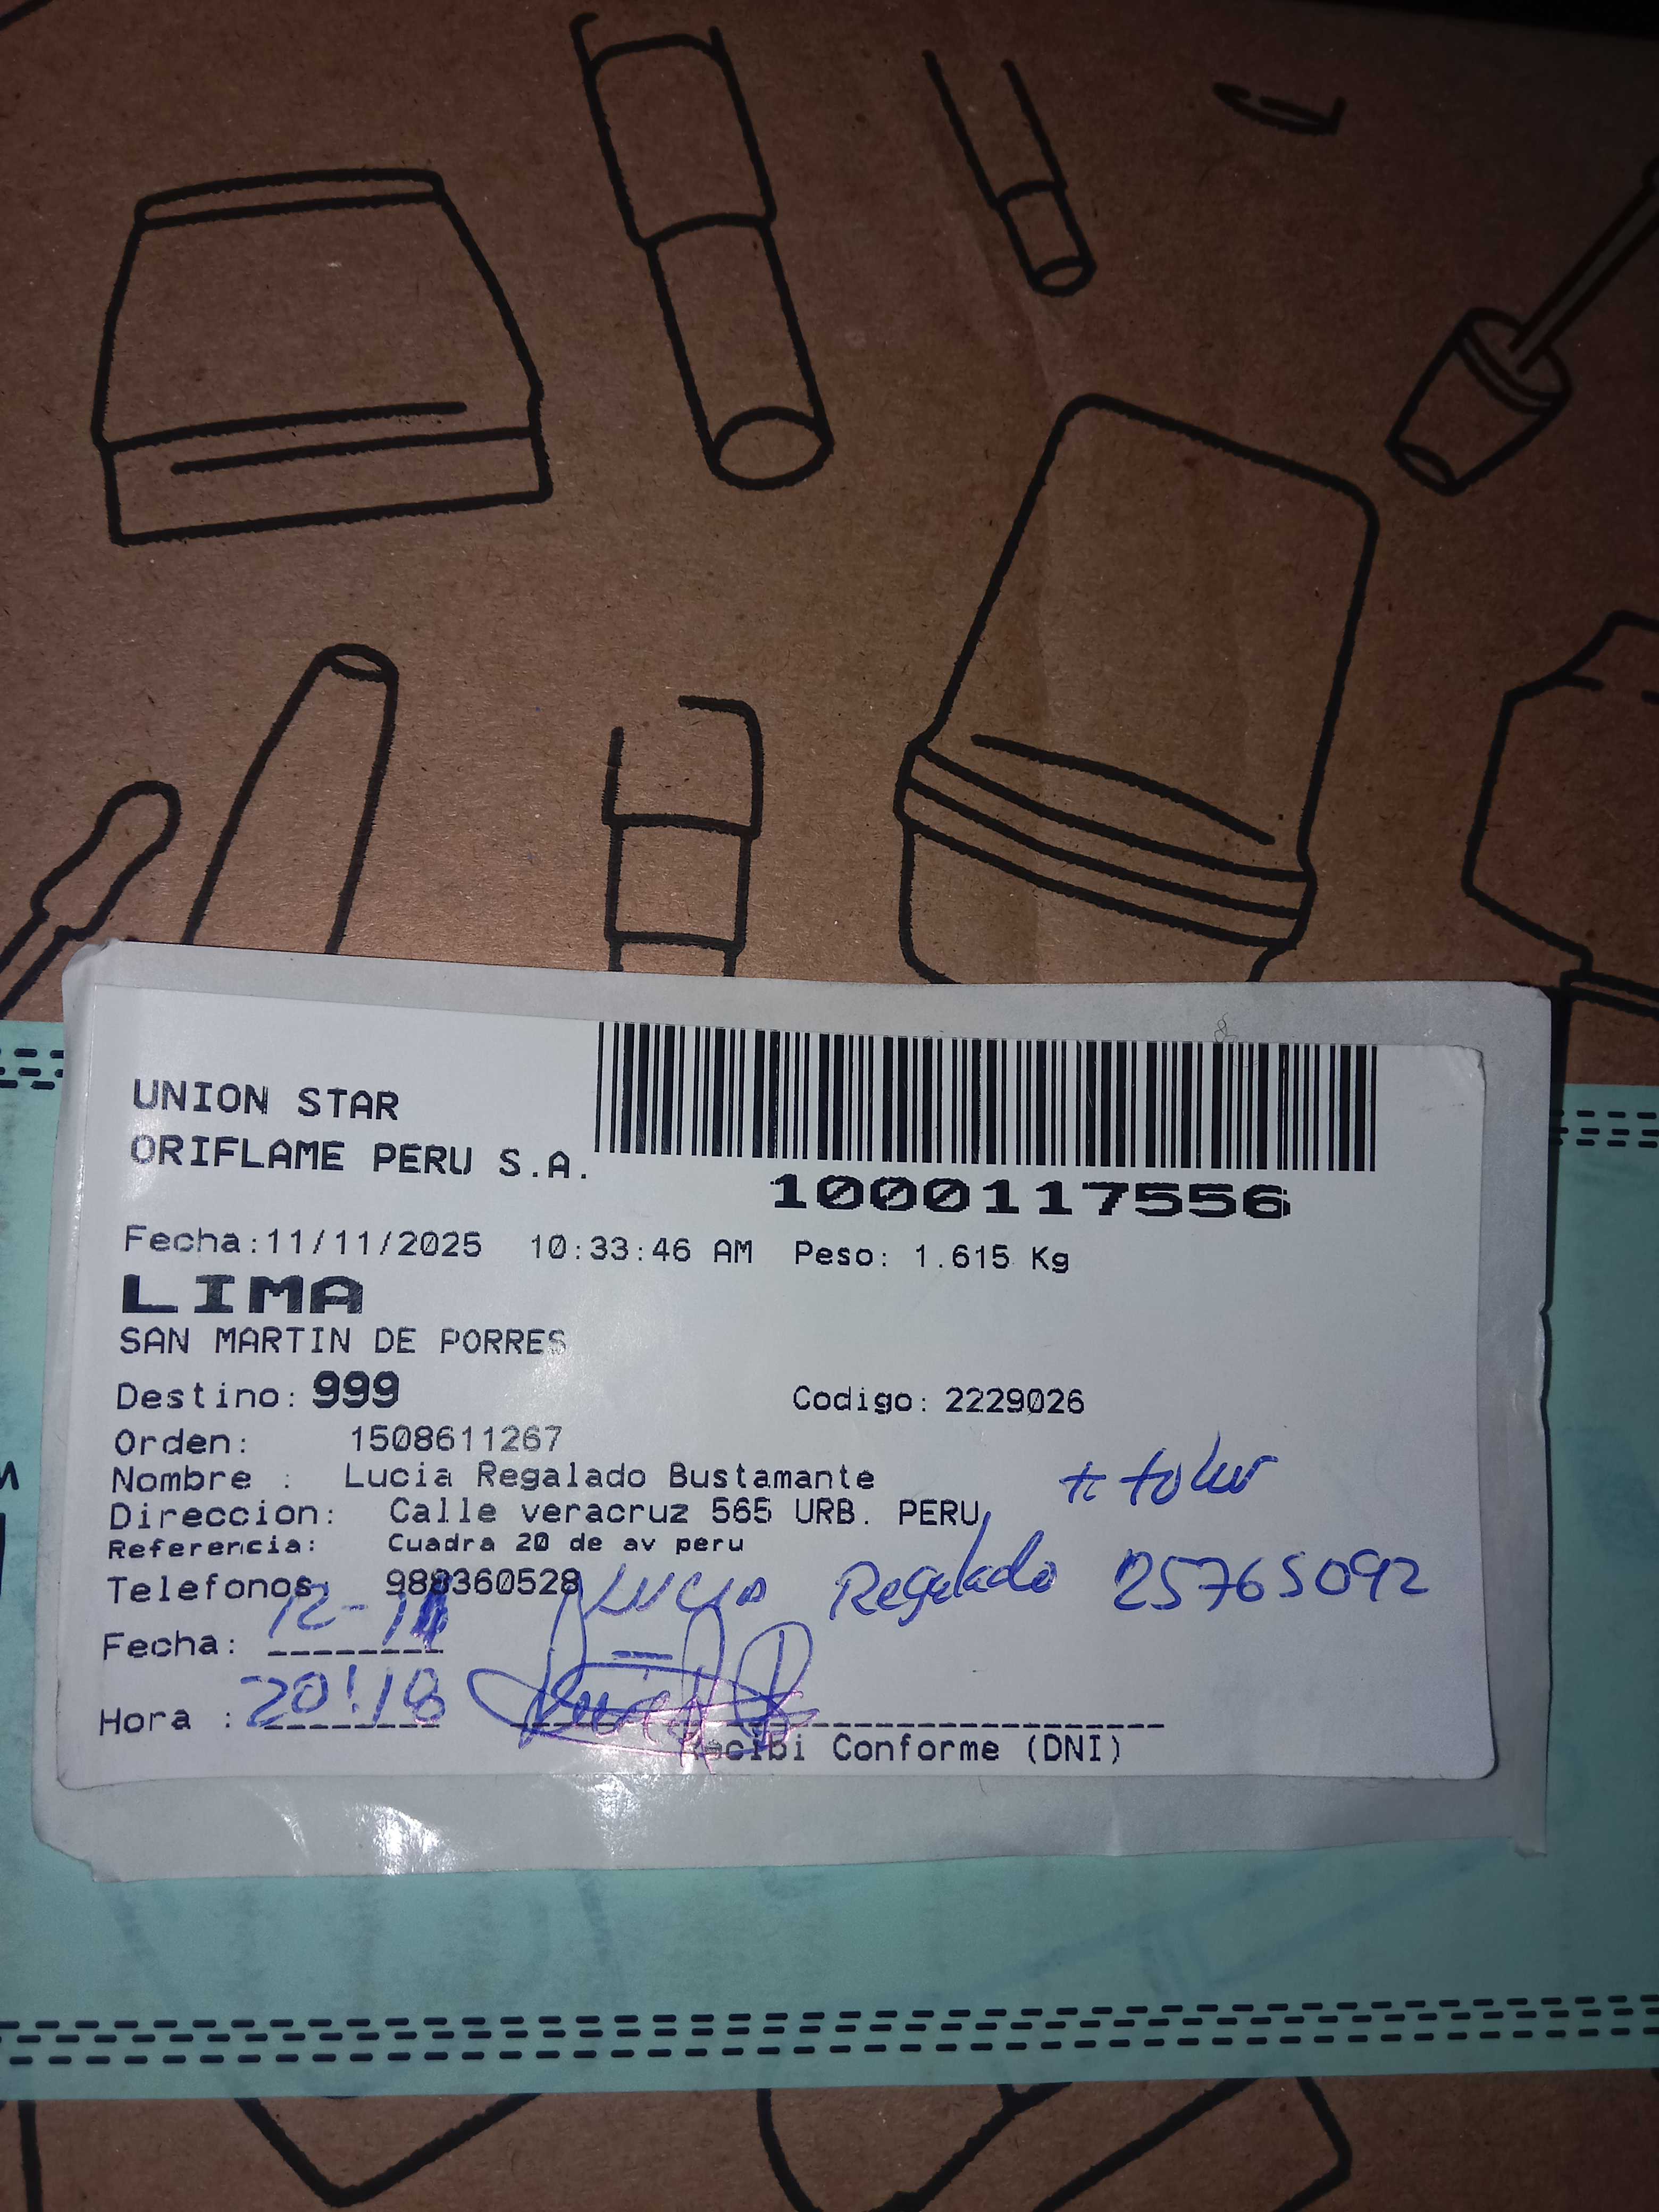 UNION STAR
ORIFLAME PERU S.A.
1000117556
Fecha:11/11/2025 10:33:46 AM Peso: 1.615 Kg
LIMA
SAN MARTIN DE PORRES
Destino: 999 Codigo: 2229026
Orden: 1508611267
Nombre : Lucia Regalado Bustamante
Direccion: Calle veracruz 565 URB. PERU
Referencia: Cuadra 20 de av peru
Telefonos: 988360528
Lucia Regalado 25765092
Fecha: 12-11
Hora : 20:18
Recibi Conforme (DNI)